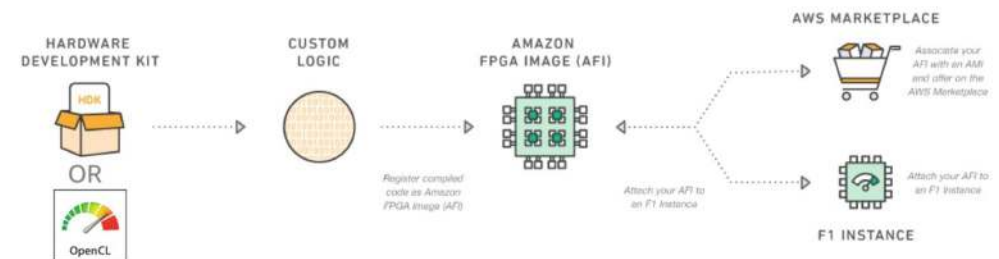 HARDWARE
DEVELOPMENT KIT
HDK
OR
OpenCL
CUSTOM
LOGIC
Register compiled
code as Amazon
FPGA image (AFI)
AMAZON
FPGA IMAGE (AFI)
Attach your AFI to
an F1 Instance
AWS MARKETPLACE
Associate your
AFI with an AMI
and offer on the
AWS Marketplace
Attach your AFI to
an F1 Instance
F1 INSTANCE